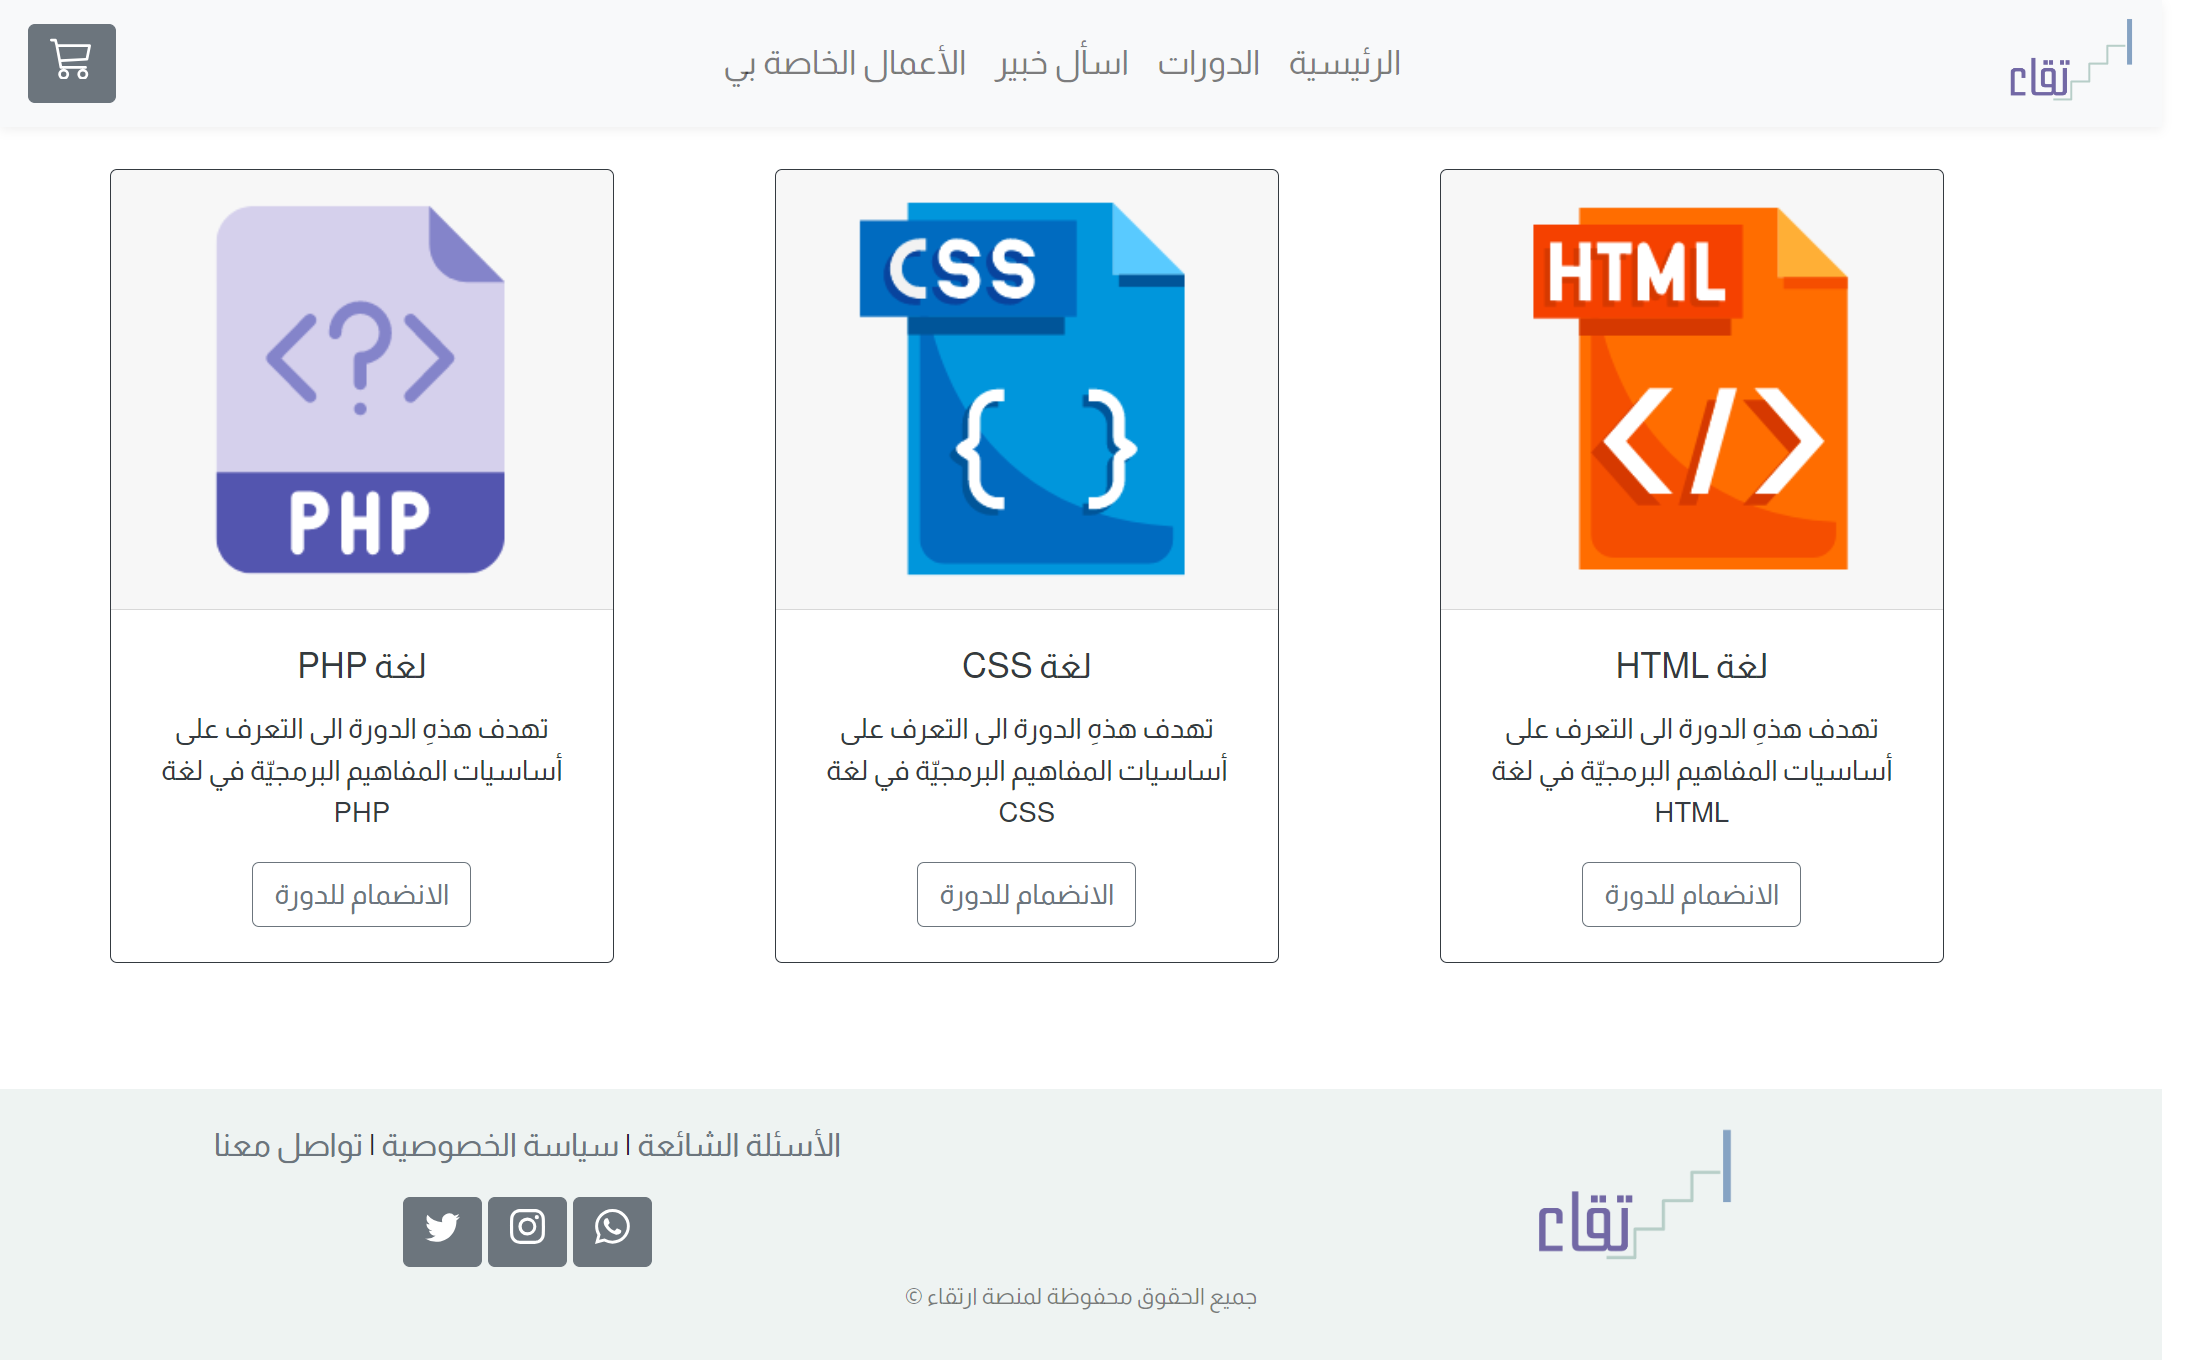 ارتقاء
الرئيسية
الدورات
اسأل خبير
الأعمال الخاصة بي
HTML
لغة HTML
تهدف هذهِ الدورة الى التعرف على
أساسيات المفاهيم البرمجيّة في لغة
HTML
الانضمام للدورة
CSS
لغة CSS
تهدف هذهِ الدورة الى التعرف على
أساسيات المفاهيم البرمجيّة في لغة
CSS
الانضمام للدورة
PHP
لغة PHP
تهدف هذهِ الدورة الى التعرف على
أساسيات المفاهيم البرمجيّة في لغة
PHP
الانضمام للدورة
ارتقاء
الأسئلة الشائعة | سياسة الخصوصية | تواصل معنا
جميع الحقوق محفوظة لمنصة ارتقاء ©